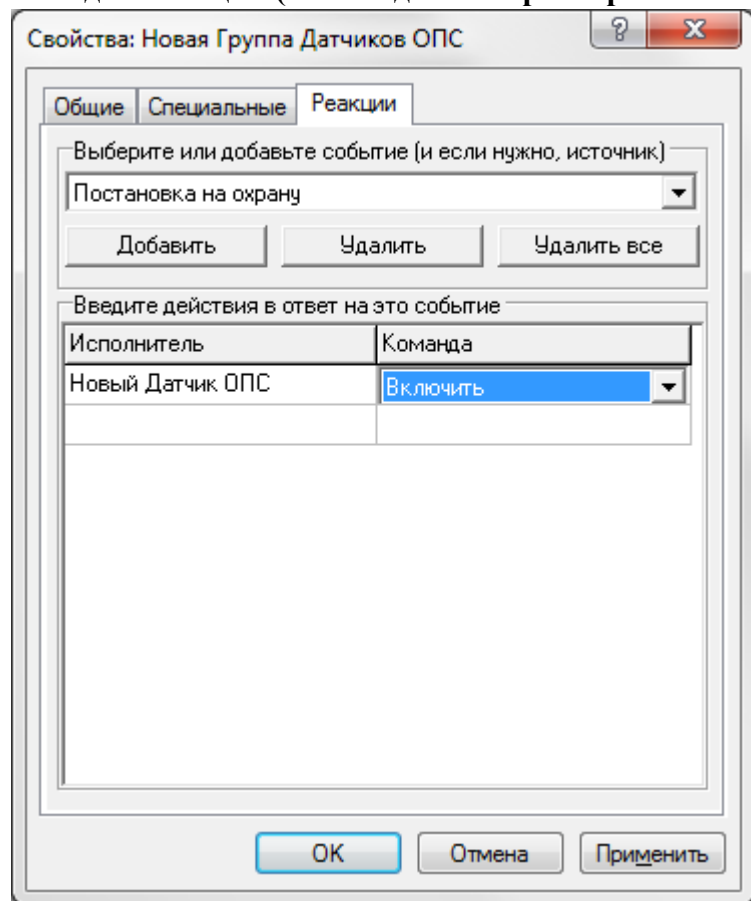 Свойства: Новая Группа Датчиков ОПС
Общие Специальные Реакции
Выберите или добавьте событие (и если нужно, источник)
Постановка на охрану
Добавить Удалить Удалить все
Введите действия в ответ на это событие
Исполнитель Команда
Новый Датчик ОПС Включить
OK Отмена Применить